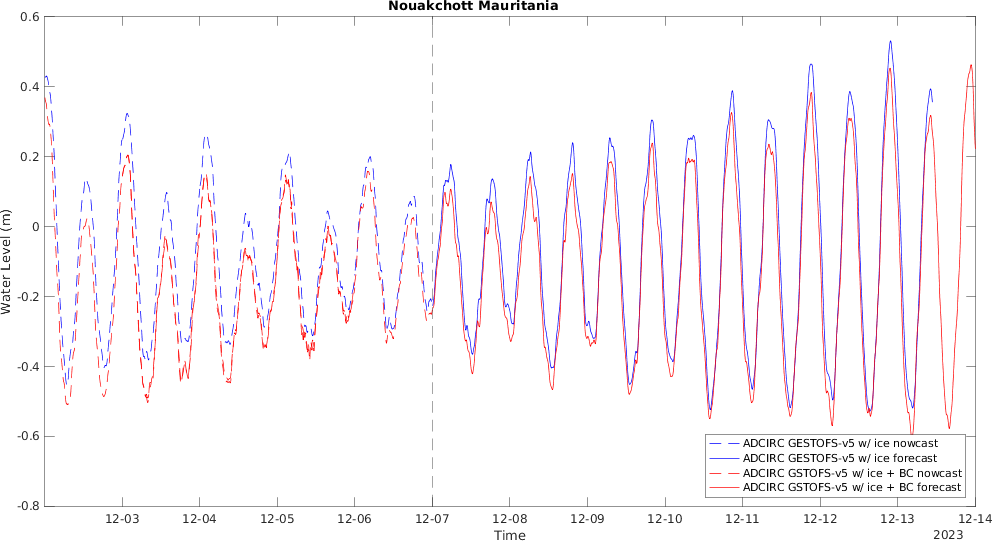 Nouakchott Mauritania
0.6
0.4
0.2
0
-0.2
-0.4
-0.6
-0.8
Water Level (m)
ADCIRC GESTOFS-v5 w/ ice nowcast
ADCIRC GESTOFS-v5 w/ ice forecast
ADCIRC GSTOFS-v5 w/ ice + BC nowcast
ADCIRC GSTOFS-v5 w/ ice + BC forecast
12-03 12-04 12-05 12-06 12-07 12-08 12-09 12-10 12-11 12-12 12-13 12-14
Time
2023